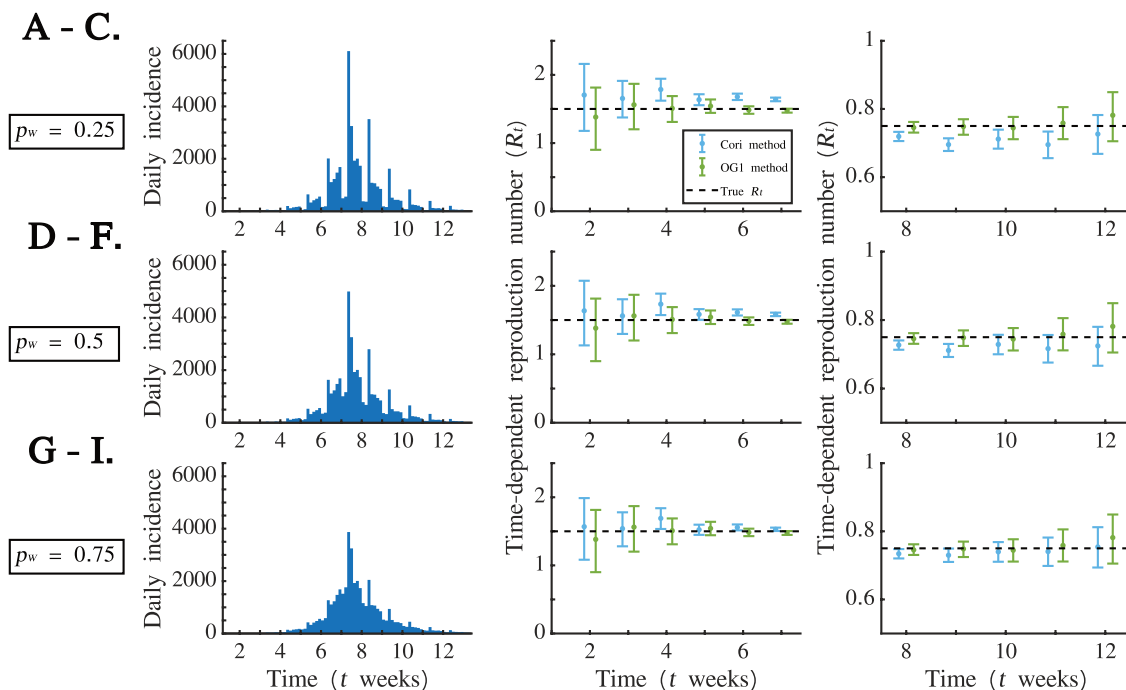 A - C.
pw = 0.25
Daily incidence
6000
4000
2000
0
2 4 6 8 10 12
Time-dependent reproduction number (Rt)
2
1
0
2 4 6
Cori method
OG1 method
True Rt
Time-dependent reproduction number (Rt)
1
0.8
0.6
8 10 12
D - F.
pw = 0.5
Daily incidence
6000
4000
2000
0
2 4 6 8 10 12
2
1
0
2 4 6
1
0.8
0.6
8 10 12
G - I.
pw = 0.75
Daily incidence
6000
4000
2000
0
2 4 6 8 10 12
Time (t weeks)
2
1
0
2 4 6
Time (t weeks)
1
0.8
0.6
8 10 12
Time (t weeks)